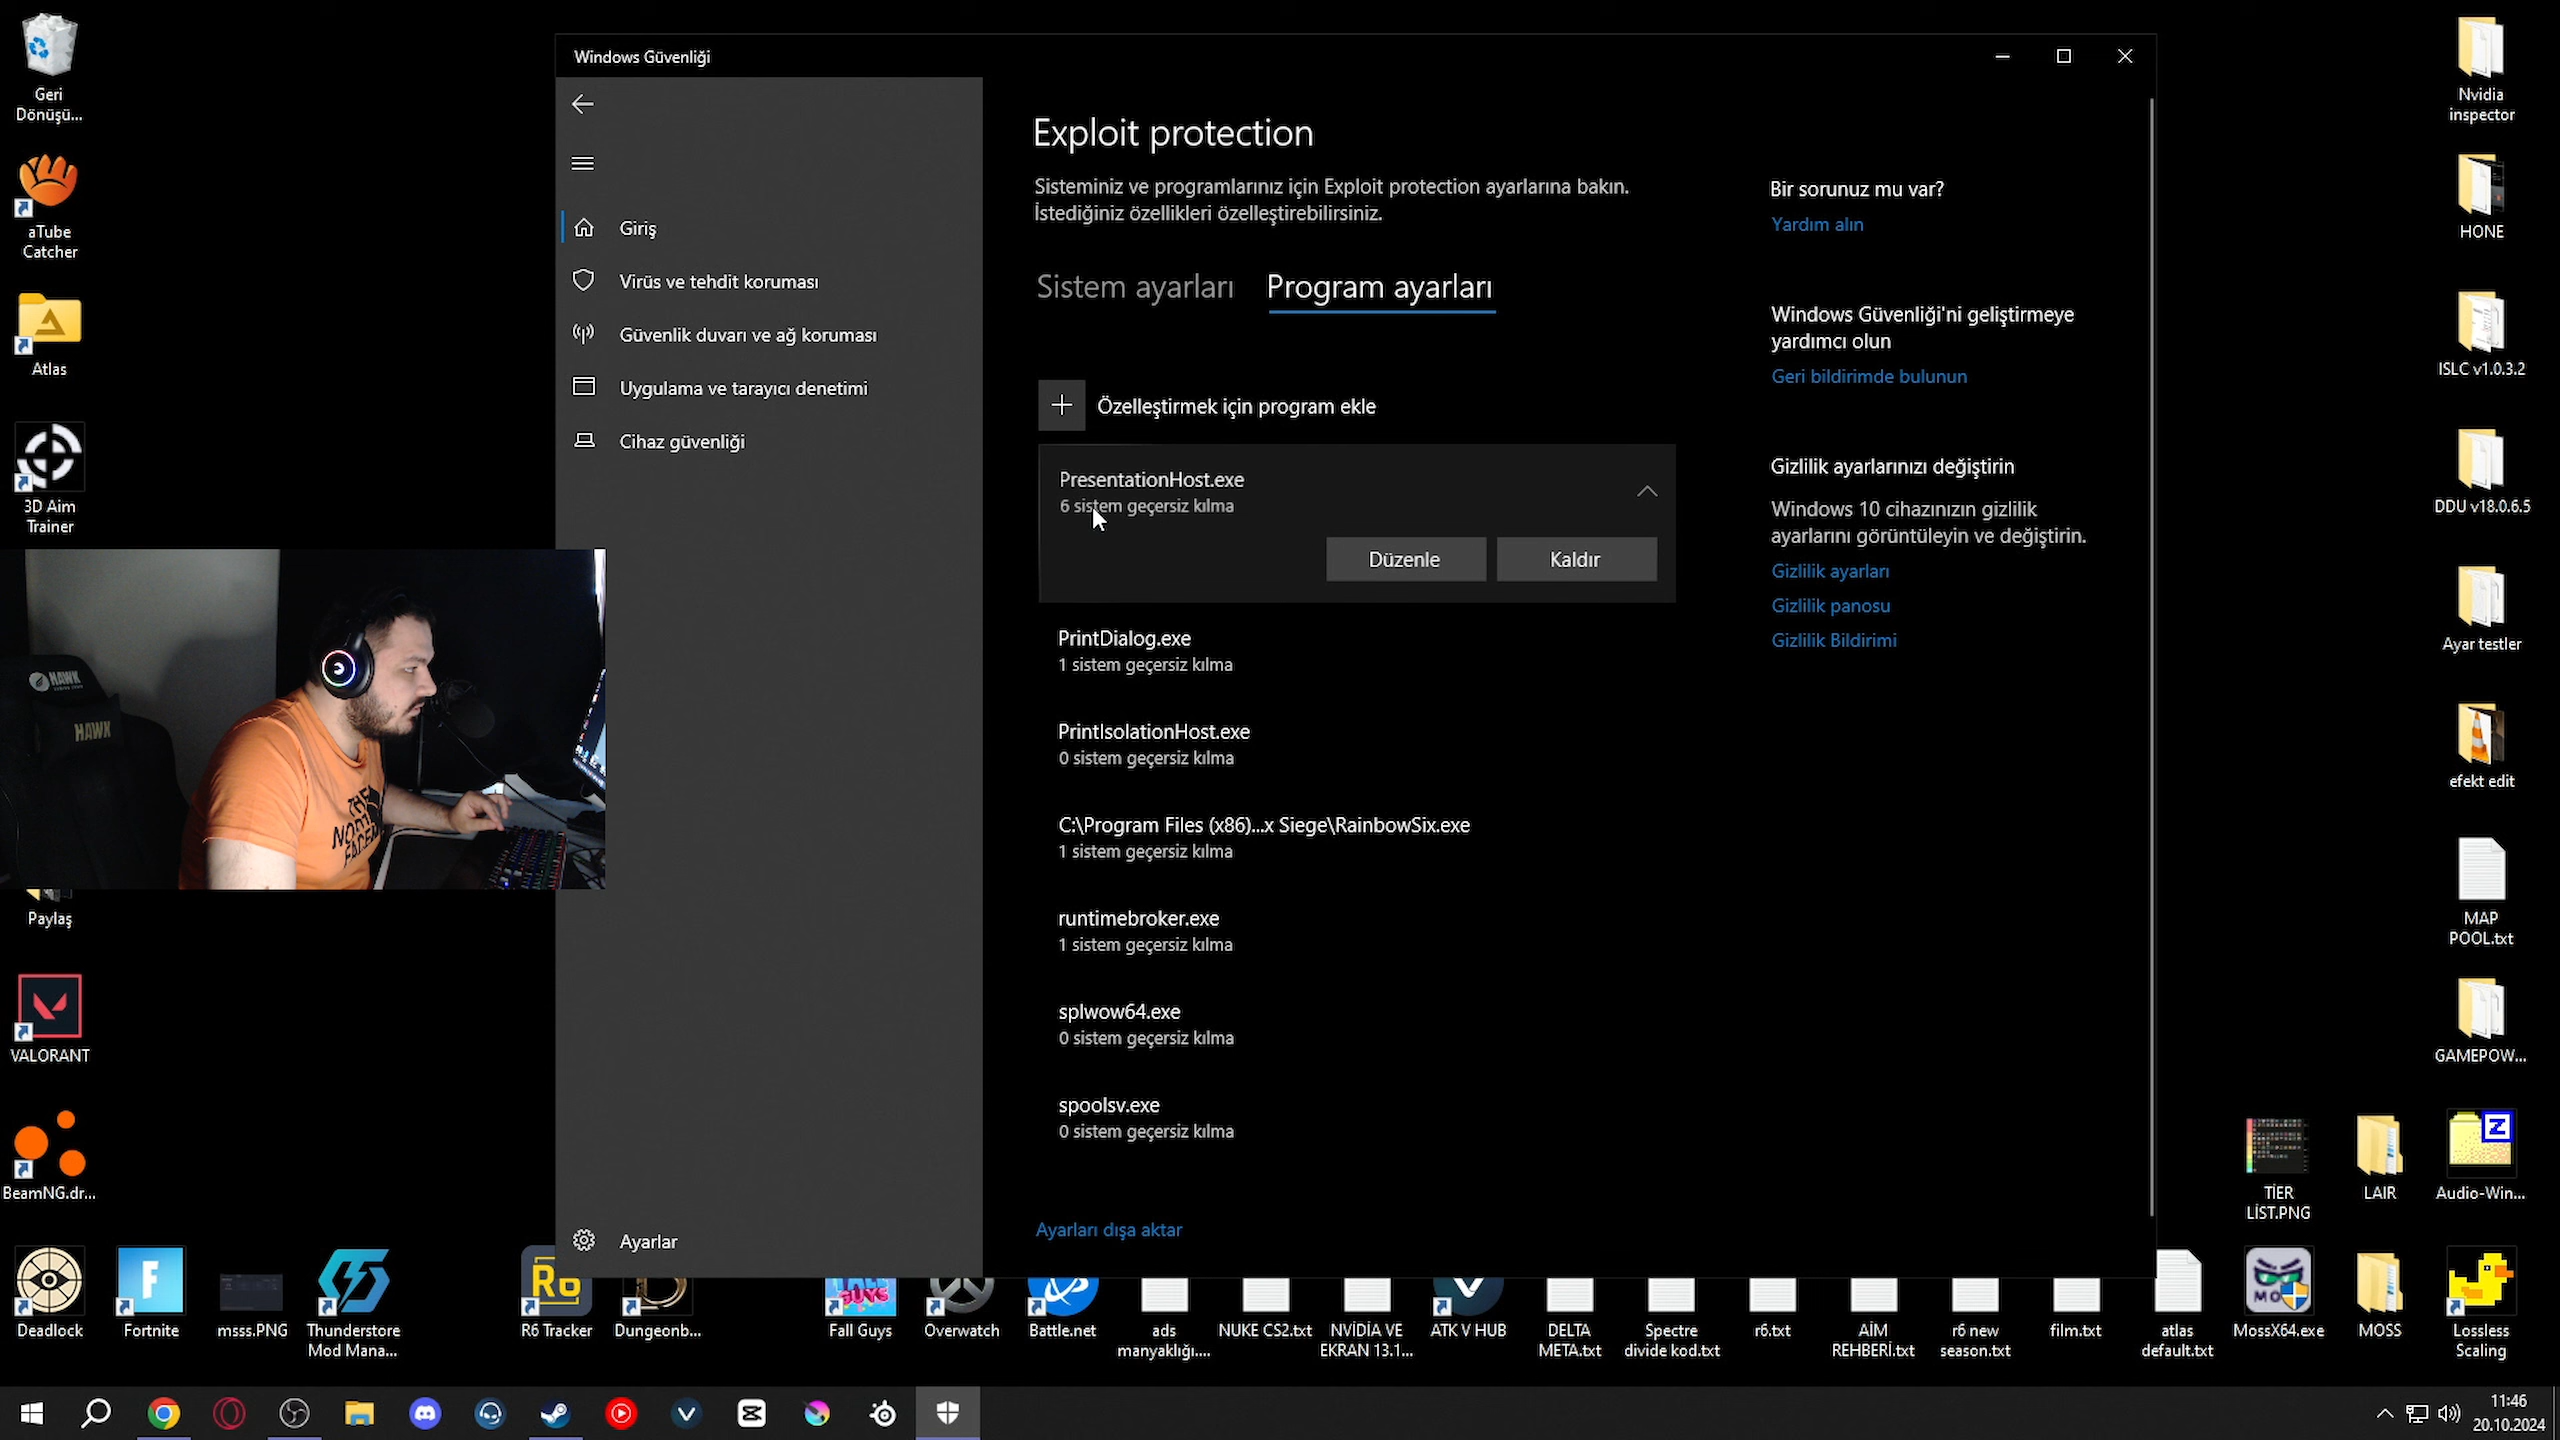 Windows Güvenliği
Giriş
Virüs ve tehdit koruması
Güvenlik duvarı ve ağ koruması
Uygulama ve tarayıcı denetimi
Cihaz güvenliği
Ayarlar
Exploit protection
Sisteminiz ve programlarınız için Exploit protection ayarlarına bakın.
İstediğiniz özellikleri özelleştirebilirsiniz.
Sistem ayarları
Program ayarları
Özelleştirmek için program ekle
PresentationHost.exe
6 sistem geçersiz kılma
Düzenle
Kaldır
PrintDialog.exe
1 sistem geçersiz kılma
PrintIsolationHost.exe
0 sistem geçersiz kılma
C:\Program Files (x86)...x Siege\RainbowSix.exe
1 sistem geçersiz kılma
runtimebroker.exe
1 sistem geçersiz kılma
splwow64.exe
0 sistem geçersiz kılma
spoolsv.exe
0 sistem geçersiz kılma
Ayarları dışa aktar
Bir sorunuz mu var?
Yardım alın
Windows Güvenliği'ni geliştirmeye
yardımcı olun
Geri bildirimde bulunun
Gizlilik ayarlarınızı değiştirin
Windows 10 cihazınızın gizlilik
ayarlarını görüntüleyin ve değiştirin.
Gizlilik ayarları
Gizlilik panosu
Gizlilik Bildirimi
Geri
Dönüşü...
aTube
Catcher
Atlas
3D Aim
Trainer
HAWK
HAWK
THE
NORTH
FACE
Paylaş
VALORANT
BeamNG.dr...
Deadlock
Fortnite
msss.PNG
Thunderstore
Mod Mana...
R6
R6 Tracker
Dungeonb...
FALL
GUYS
Fall Guys
Overwatch
Battle.net
ads
manyaklığı....
NUKE CS2.txt
NVİDİA VE
EKRAN 13.1...
ATK V HUB
DELTA
META.txt
Spectre
divide kod.txt
r6.txt
AİM
REHBERİ.txt
r6 new
season.txt
film.txt
atlas
default.txt
MossX64.exe
MOSS
Lossless
Scaling
TİER
LİST.PNG
LAIR
Audio-Win...
Nvidia
inspector
HONE
ISLC v1.0.3.2
DDU v18.0.6.5
Ayar testler
efekt edit
MAP
POOL.txt
GAMEPOW...
11:46
20.10.2024